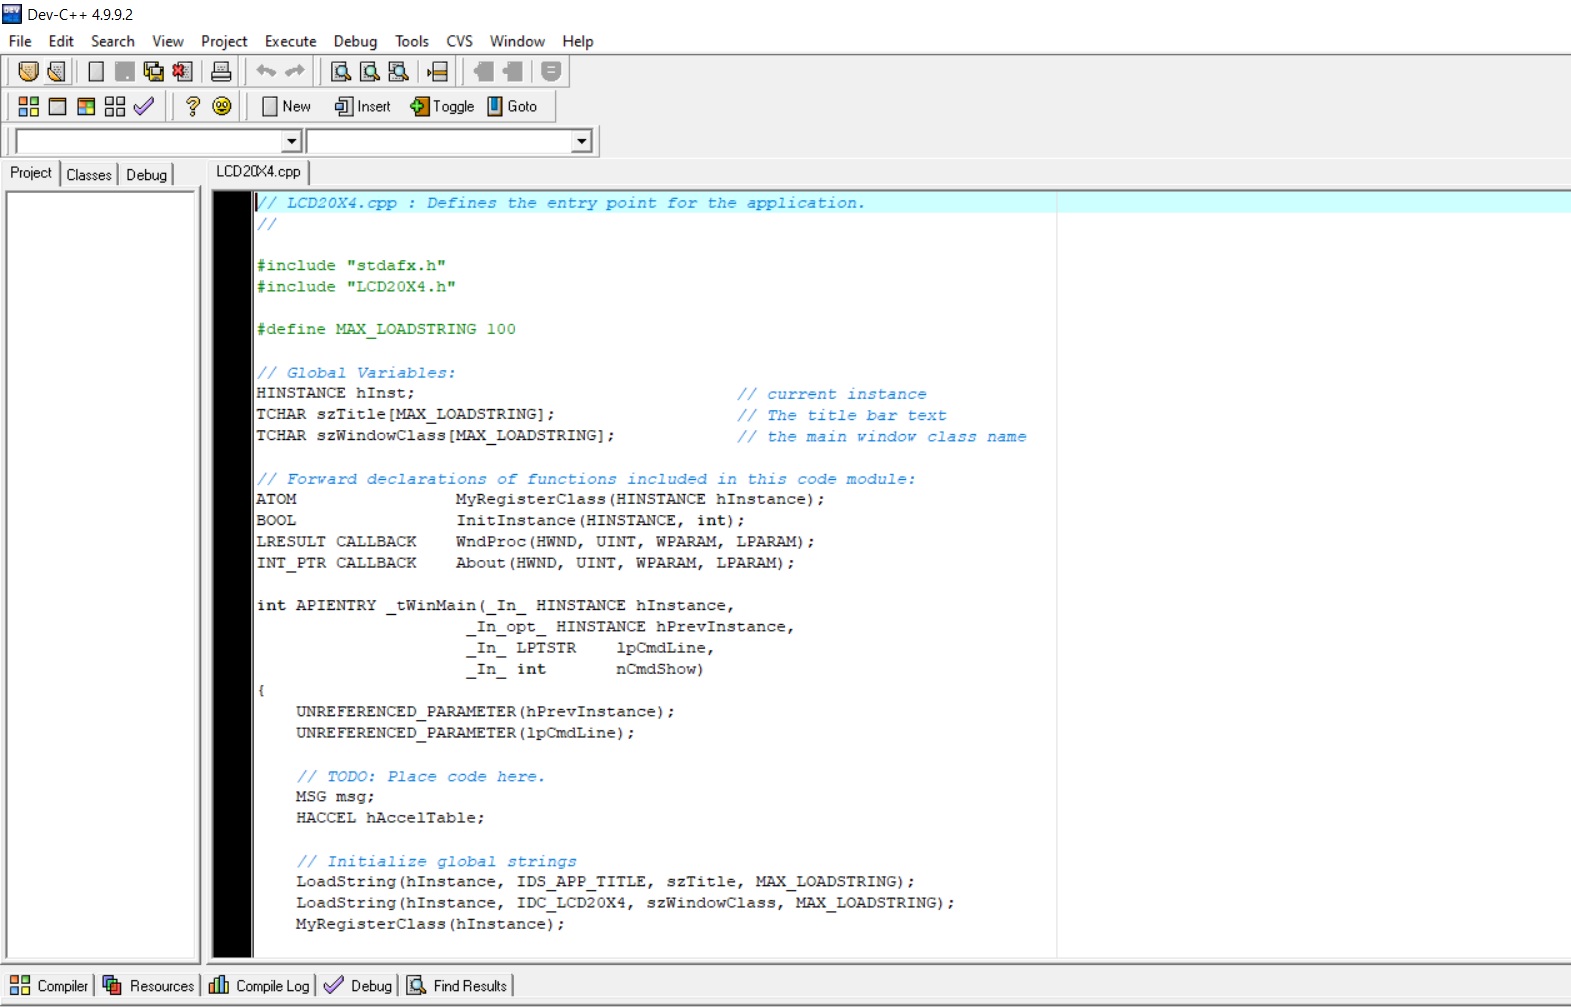 Dev-C++ 4.9.9.2
File Edit Search View Project Execute Debug Tools CVS Window Help
New Insert Toggle Goto
Project Classes Debug
LCD20X4.cpp
// LCD20X4.cpp : Defines the entry point for the application.
//
#include "stdafx.h"
#include "LCD20X4.h"
#define MAX_LOADSTRING 100
// Global Variables:
HINSTANCE hInst; // current instance
TCHAR szTitle[MAX_LOADSTRING]; // The title bar text
TCHAR szWindowClass[MAX_LOADSTRING]; // the main window class name
// Forward declarations of functions included in this code module:
ATOM MyRegisterClass(HINSTANCE hInstance);
BOOL InitInstance(HINSTANCE, int);
LRESULT CALLBACK WndProc(HWND, UINT, WPARAM, LPARAM);
INT_PTR CALLBACK About(HWND, UINT, WPARAM, LPARAM);
int APIENTRY _tWinMain(_In_ HINSTANCE hInstance,
_In_opt_ HINSTANCE hPrevInstance,
_In_ LPTSTR lpCmdLine,
_In_ int nCmdShow)
{
UNREFERENCED_PARAMETER(hPrevInstance);
UNREFERENCED_PARAMETER(lpCmdLine);
// TODO: Place code here.
MSG msg;
HACCEL hAccelTable;
// Initialize global strings
LoadString(hInstance, IDS_APP_TITLE, szTitle, MAX_LOADSTRING);
LoadString(hInstance, IDC_LCD20X4, szWindowClass, MAX_LOADSTRING);
MyRegisterClass(hInstance);
Compiler Resources Compile Log Debug Find Results